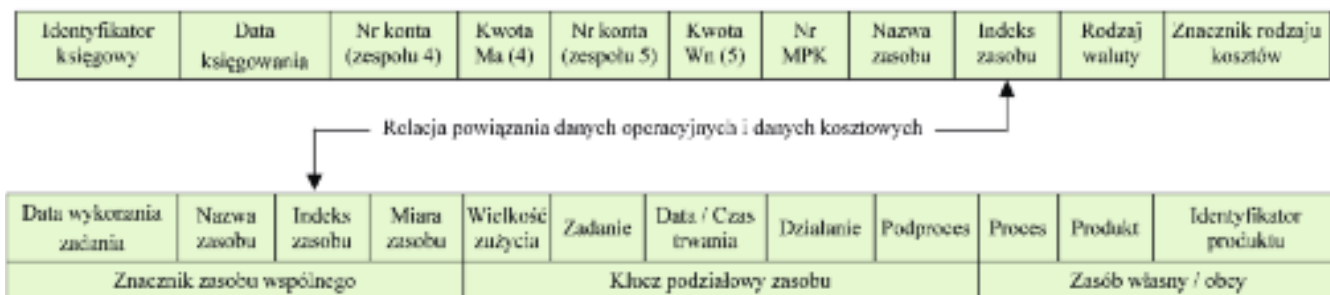 Identyfikator księgowy
Data księgowania
Nr konta (zespołu 4)
Kwota Ma (4)
Nr konta (zespołu 5)
Kwota Wn (5)
Nr MPK
Nazwa zasobu
Indeks zasobu
Rodzaj waluty
Znacznik rodzaju kosztów
Relacja powiązania danych operacyjnych i danych kosztowych
Data wykonania zadania
Nazwa zasobu
Indeks zasobu
Miara zasobu
Wielkość zużycia
Zadanie
Data / Czas trwania
Działanie
Podproces
Proces
Produkt
Identyfikator produktu
Znacznik zasobu wspólnego
Klucz podziałowy zasobu
Zasób własny / obcy